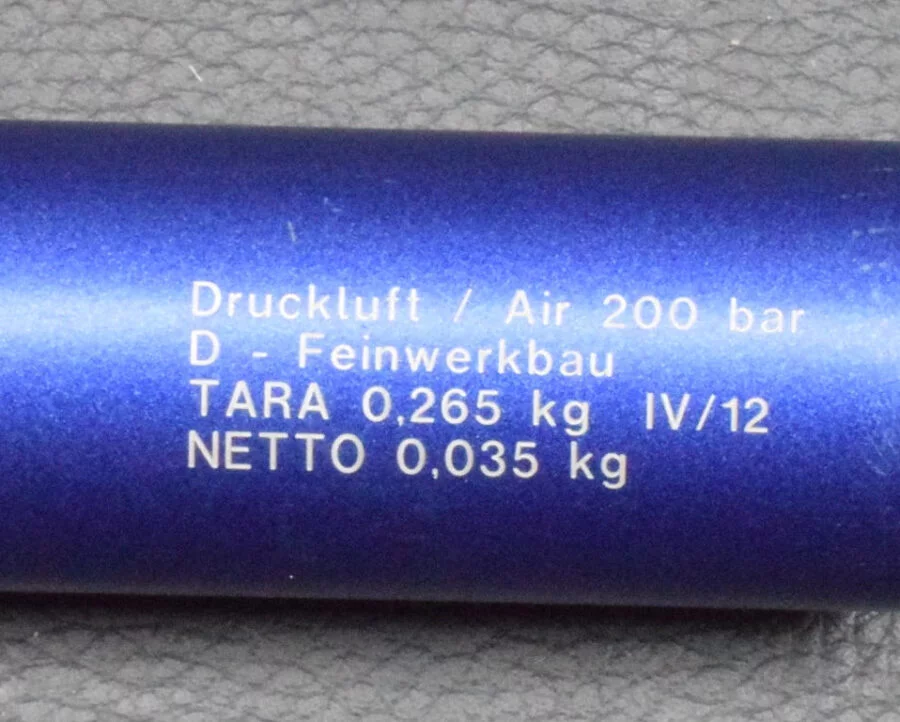 Druckluft / Air 200 bar
D - Feinwerkbau
TARA 0,265 kg IV/12
NETTO 0,035 kg